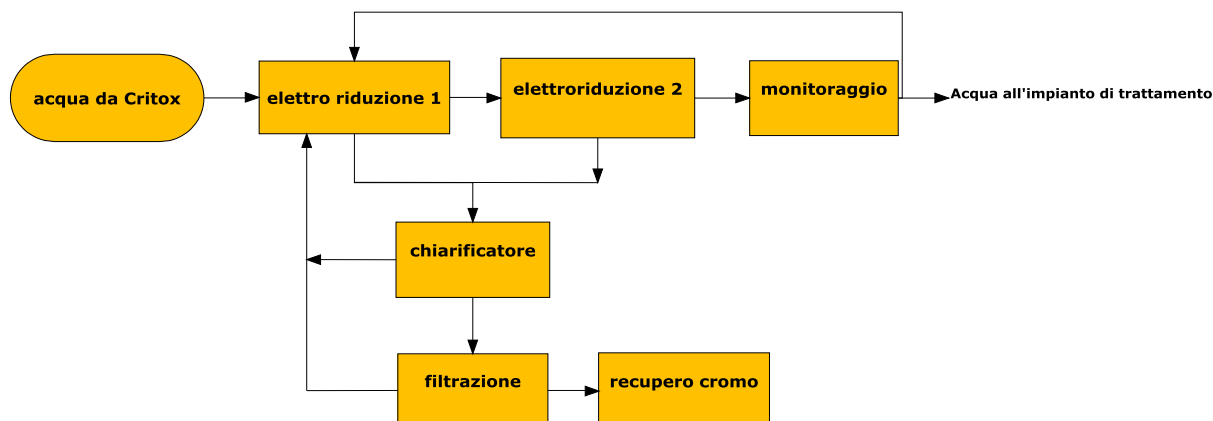 acqua da Critox
elettro riduzione 1
elettroriduzione 2
monitoraggio
Acqua all'impianto di trattamento
chiarificatore
filtrazione
recupero cromo